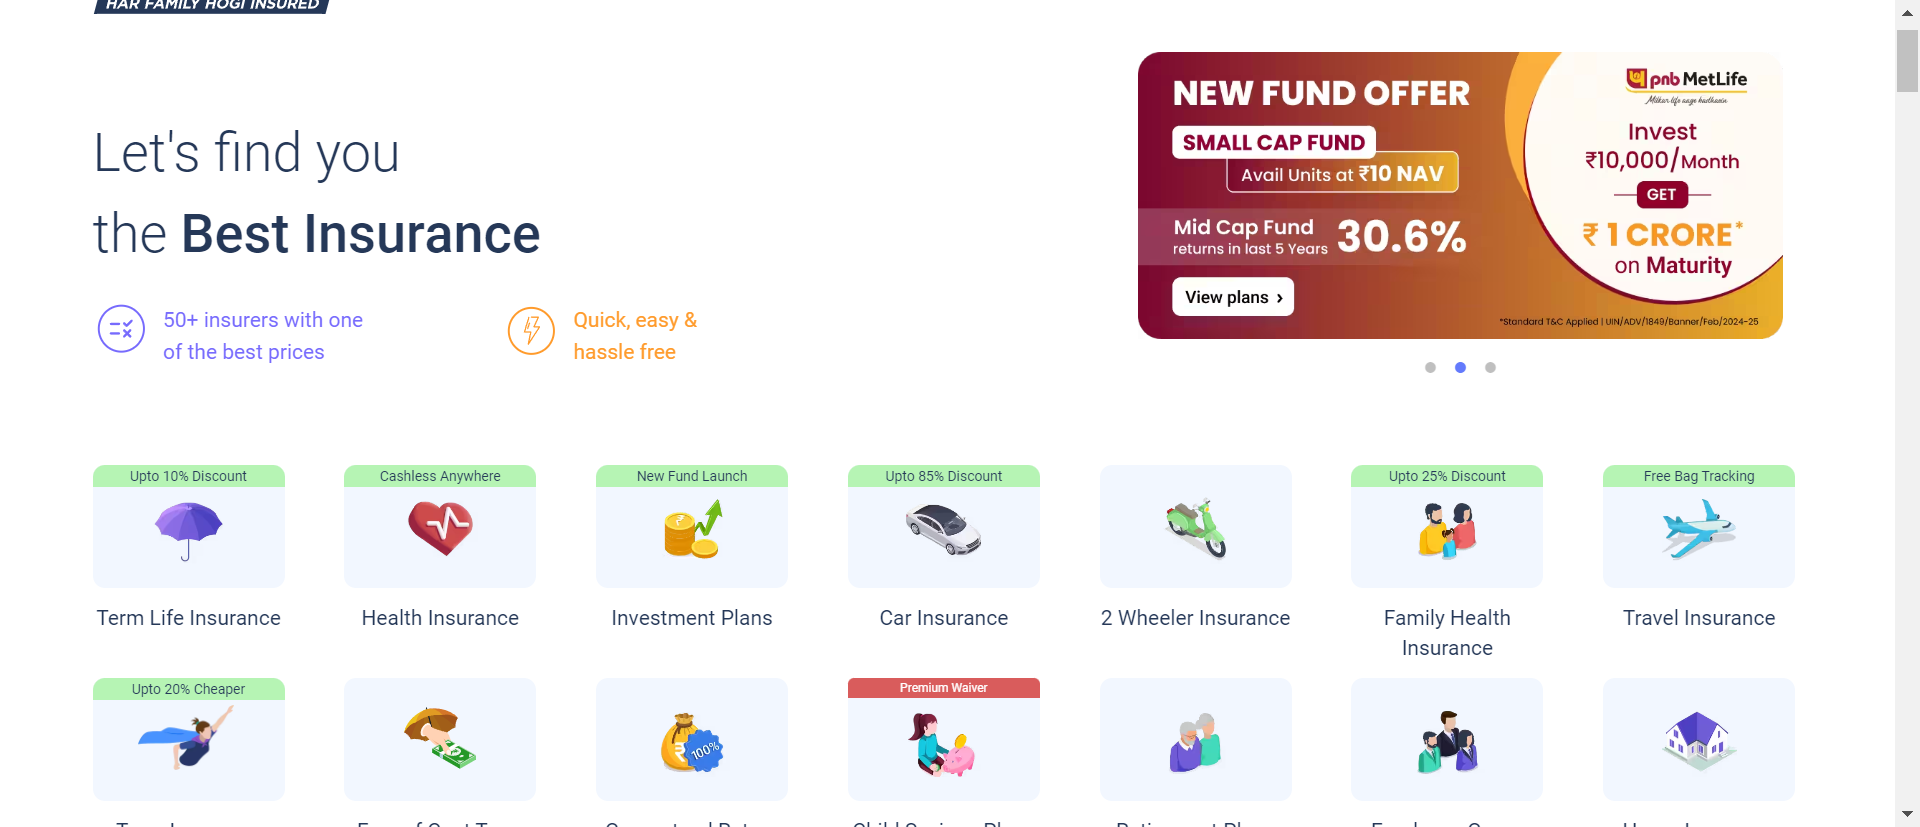 HAR FAMILY HOGI INSURED
Let's find you
the Best Insurance
50+ insurers with one
of the best prices
Quick, easy &
hassle free
NEW FUND OFFER
SMALL CAP FUND
Avail Units at ₹10 NAV
Mid Cap Fund
returns in last 5 Years
30.6%
View plans ›
pnb MetLife
Milkar life aage badhaein
Invest
₹10,000/Month
GET
₹ 1 CRORE*
on Maturity
*Standard T&C Applied | UIN/ADV/1849/Banner/Feb/2024-25
Upto 10% Discount
Term Life Insurance
Cashless Anywhere
Health Insurance
New Fund Launch
Investment Plans
Upto 85% Discount
Car Insurance
2 Wheeler Insurance
Upto 25% Discount
Family Health
Insurance
Free Bag Tracking
Travel Insurance
Upto 20% Cheaper
₹ 100%
Premium Waiver